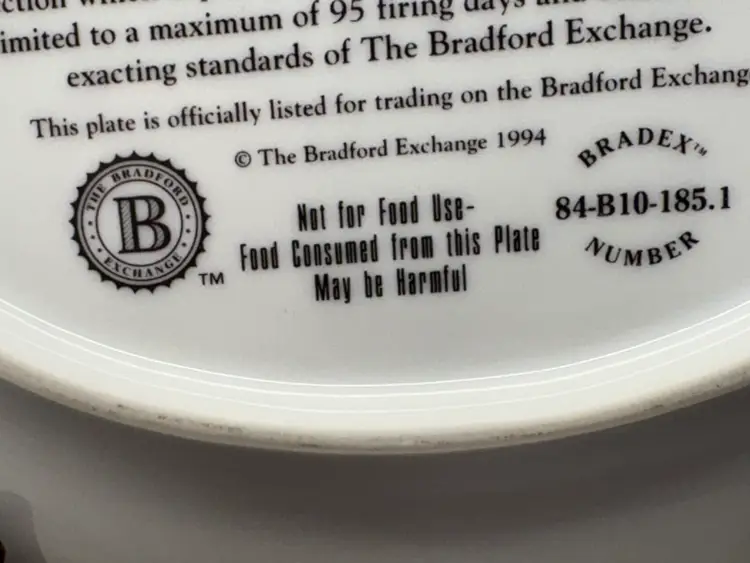 imited to a maximum of 95 firing days
exacting standards of The Bradford Exchange.
This plate is officially listed for trading on the Bradford Exchang
© The Bradford Exchange 1994
BRADEX™
84-B10-185.1
NUMBER
THE BRADFORD
B
EXCHANGE
TM
Not for Food Use-
Food Consumed from this Plate
May be Harmful